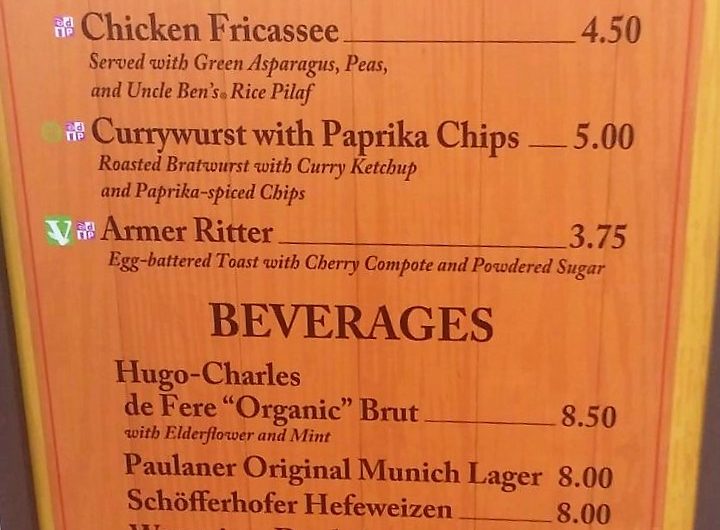 Chicken Fricassee 4.50
Served with Green Asparagus, Peas,
and Uncle Ben's® Rice Pilaf
Currywurst with Paprika Chips 5.00
Roasted Bratwurst with Curry Ketchup
and Paprika-spiced Chips
V Armer Ritter 3.75
Egg-battered Toast with Cherry Compote and Powdered Sugar
BEVERAGES
Hugo-Charles
de Fere “Organic” Brut 8.50
with Elderflower and Mint
Paulaner Original Munich Lager 8.00
Schöfferhofer Hefeweizen 8.00